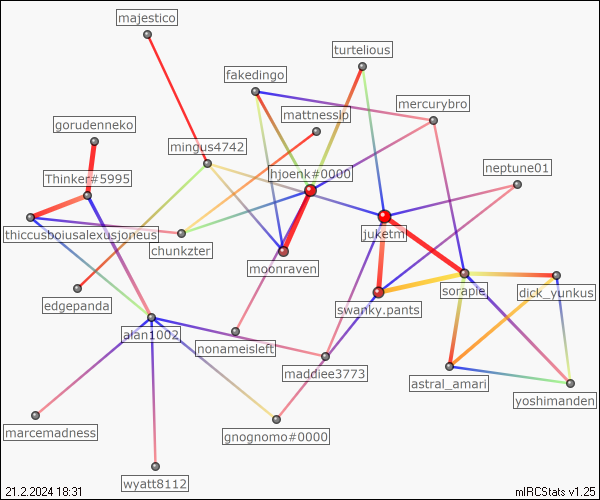 majestico
turtelious
fakedingo
mercurybro
mattnessip
gorudenneko
mingus4742
neptune01
hjoenk#0000
Thinker#5995
thiccusboiusalexusjoneus
juketm
chunkzter
moonraven
sorapie
dick_yunkus
edgepanda
swanky.pants
alan1002
nonameisleft
maddiee3773
astral_amari
yoshimanden
marcemadness
gnognomo#0000
wyatt8112
21.2.2024 18:31
mIRCStats v1.25